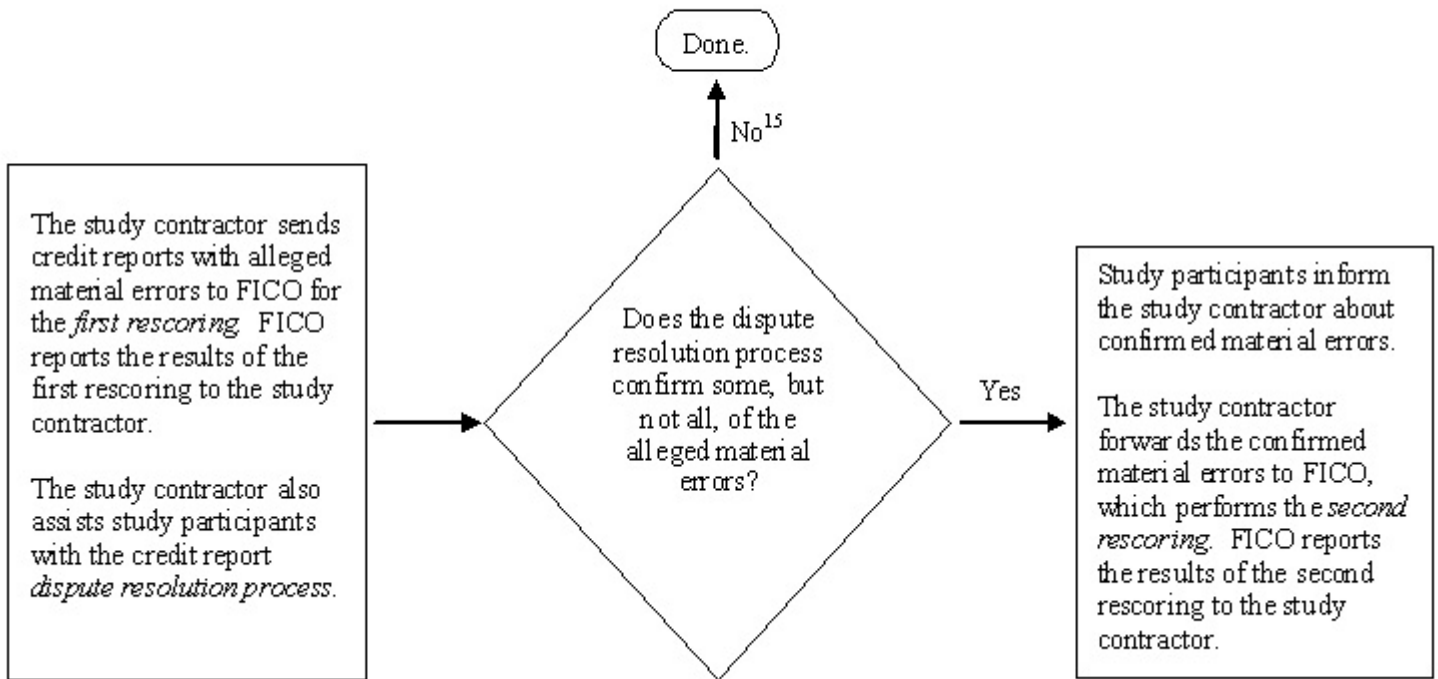 Done.
No15
The study contractor sends
credit reports with alleged
material errors to FICO for
the first rescoring. FICO
reports the results of the
first rescoring to the study
contractor.
The study contractor also
assists study participants
with the credit report
dispute resolution process.
Does the dispute
resolution process
confirm some, but
not all, of the
alleged material
errors?
Yes
Study participants inform
the study contractor about
confirmed material errors.
The study contractor
forwards the confirmed
material errors to FICO,
which performs the second
rescoring. FICO reports
the results of the second
rescoring to the study
contractor.